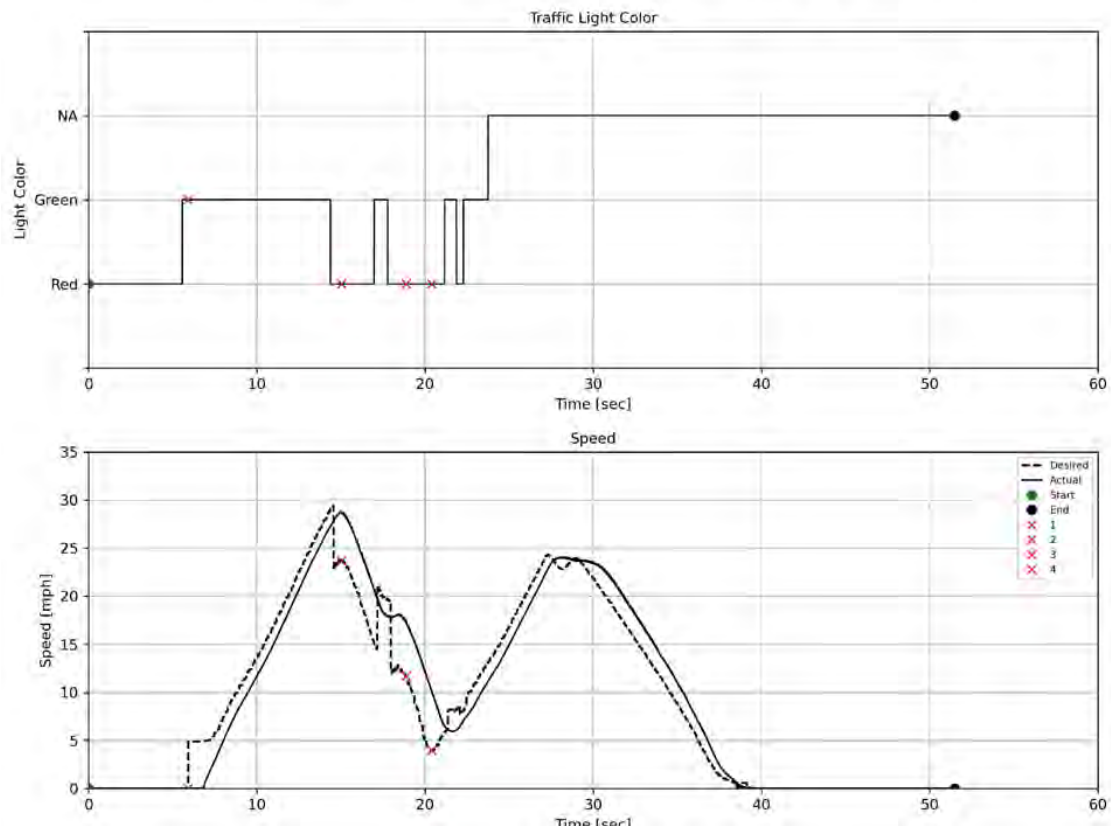 Traffic Light Color
NA
Green
Red
Light Color
0 10 20 30 40 50 60
Time [sec]
Speed
35
30
25
20
15
10
5
0
Speed [mph]
Desired
Actual
Start
End
1
2
3
4
0 10 20 30 40 50 60
Time [sec]